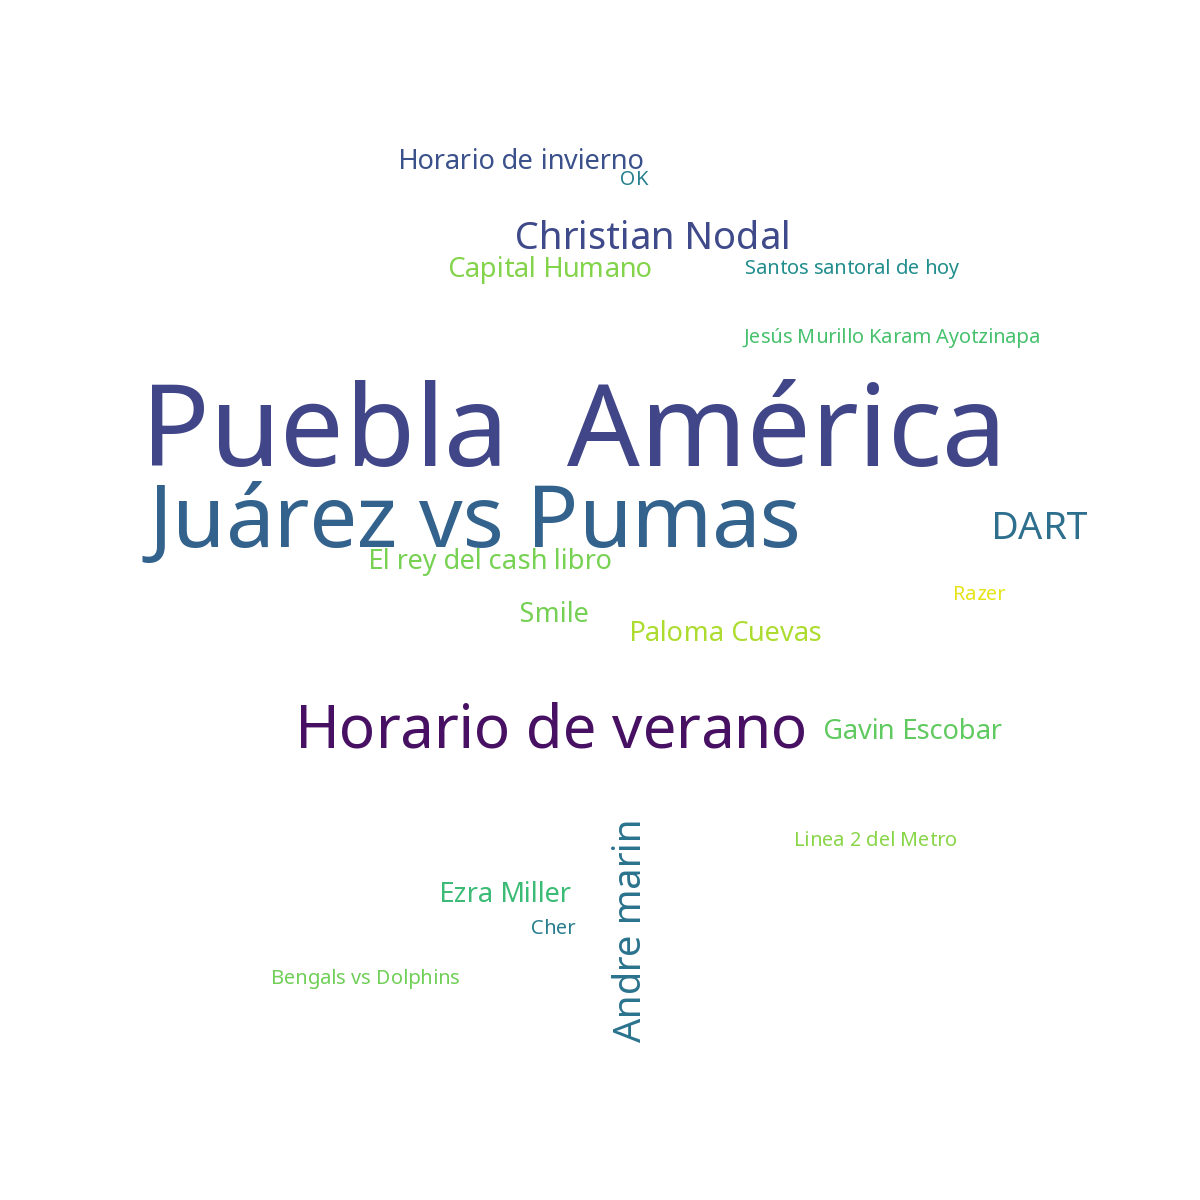 Horario de invierno
OK
Christian Nodal
Capital Humano
Santos santoral de hoy
Jesús Murillo Karam Ayotzinapa
Puebla América
Juárez vs Pumas
DART
El rey del cash libro
Razer
Smile
Paloma Cuevas
Horario de verano
Gavin Escobar
Andre marin
Linea 2 del Metro
Ezra Miller
Cher
Bengals vs Dolphins